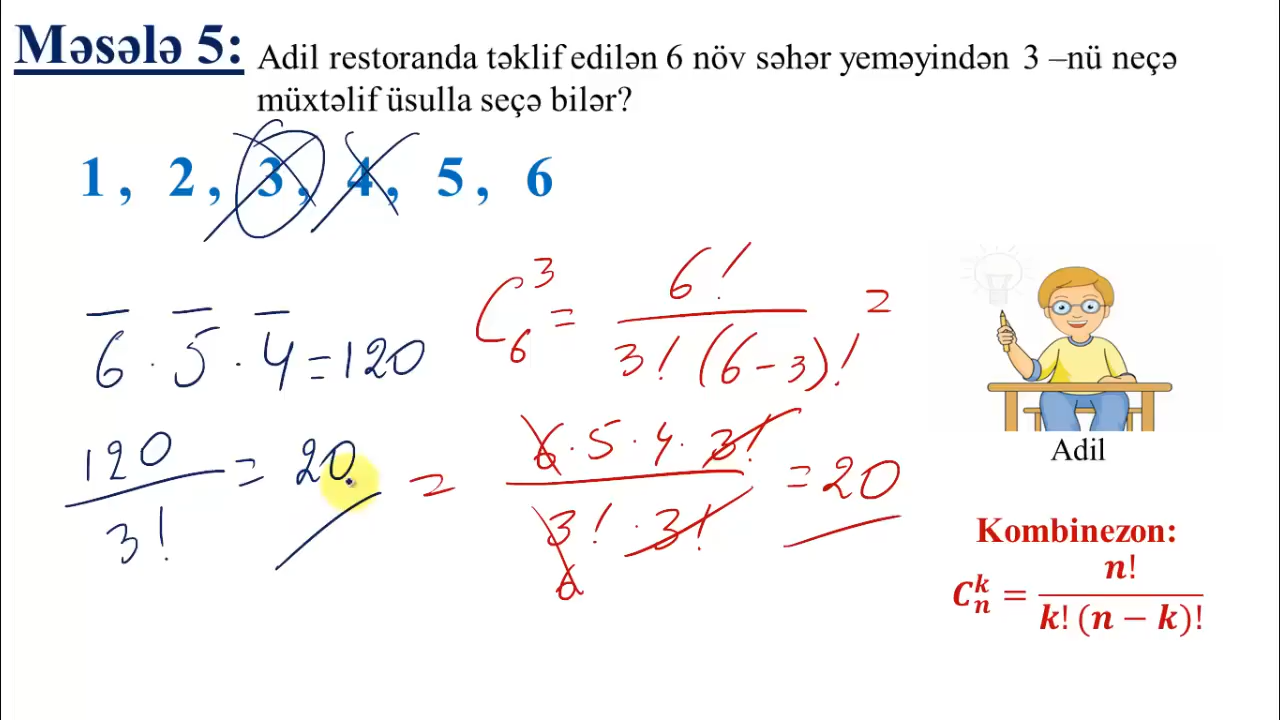 Məsələ 5: Adil restoranda təklif edilən 6 növ səhər yeməyindən 3 –nü neçə
müxtəlif üsulla seçə bilər?
1 , 2 , 3 , 4 , 5 , 6
6 · 5 · 4 = 120
120 / 3! = 20
C₆³ = 6! / 3! (6 - 3)! =
= 6 · 5 · 4 · 3! / 3! · 3! = 20
6
Adil
Kombinezon:
Cₙᵏ = n! / k! (n − k)!